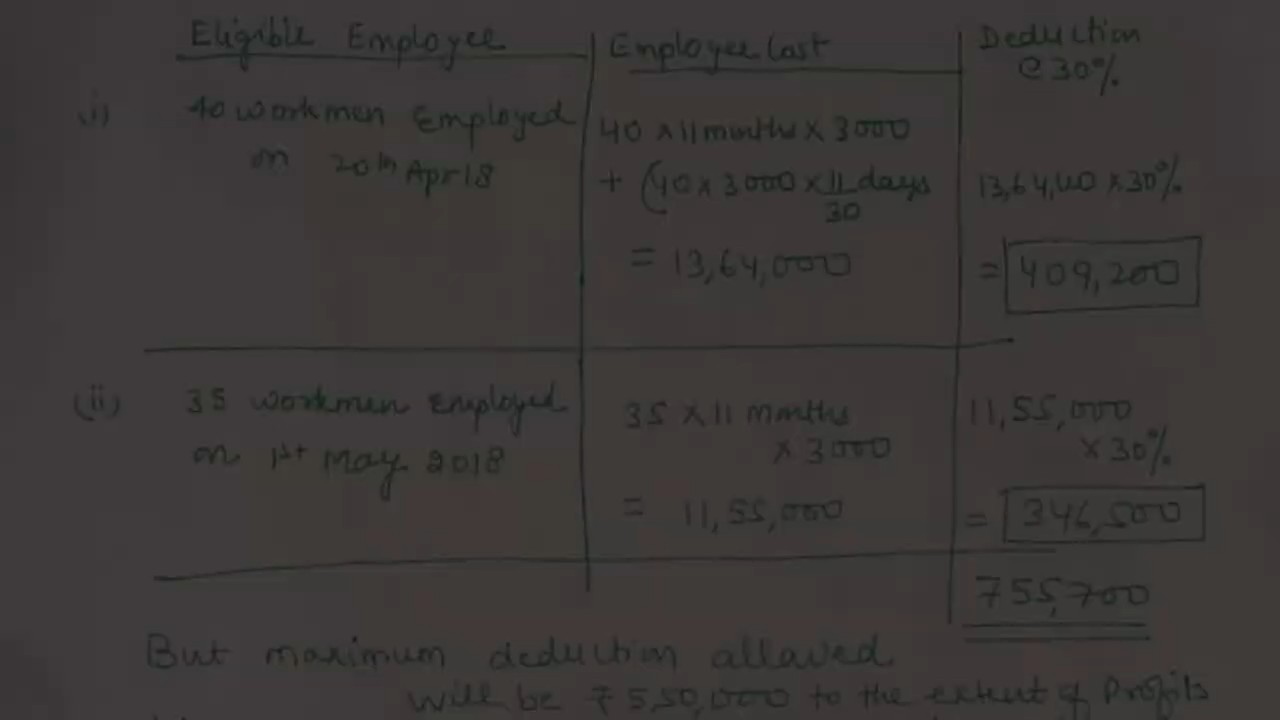 Eligible Employee
Employee Cost
Deduction
@ 30%
i)
40 workmen Employed
on 20th Apr 18
40 x 11 months x 3000
+ (40 x 3000 x 11 days
30
= 13,64,000
13,64,000 x 30%
= 409,200
(ii)
35 workmen Employed
on 1st May 2018
35 x 11 months
x 3000
= 11,55,000
11,55,000
x 30%
= 346,500
755,700
But maximum deduction allowed
will be ₹ 5,50,000 to the extent of Profits